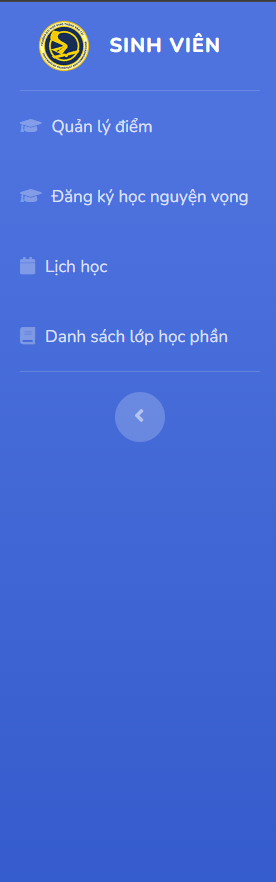 SINH VIÊN
Quản lý điểm
Đăng ký học nguyện vọng
Lịch học
Danh sách lớp học phần